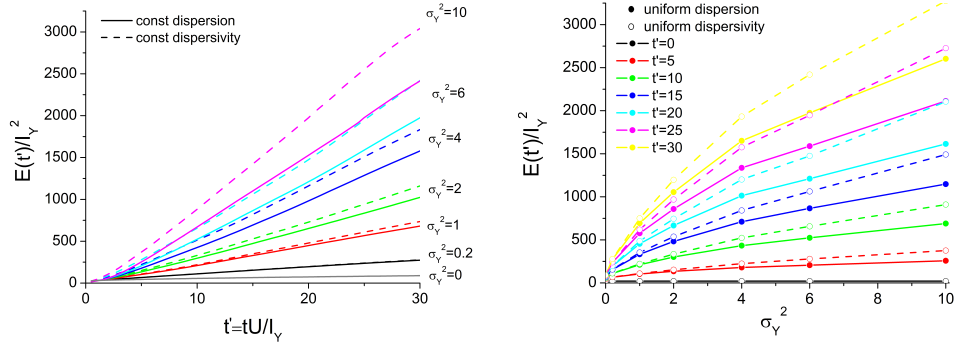 const dispersion
const dispersivity
σ_Y^2=10
σ_Y^2=6
σ_Y^2=4
σ_Y^2=2
σ_Y^2=1
σ_Y^2=0.2
σ_Y^2=0
E(t')/I_Y^2
3000
2500
2000
1500
1000
500
0
0
10
20
30
t'=tU/I_Y
uniform dispersion
uniform dispersivity
t'=0
t'=5
t'=10
t'=15
t'=20
t'=25
t'=30
E(t')/I_Y^2
3000
2500
2000
1500
1000
500
0
0
2
4
6
8
10
σ_Y^2